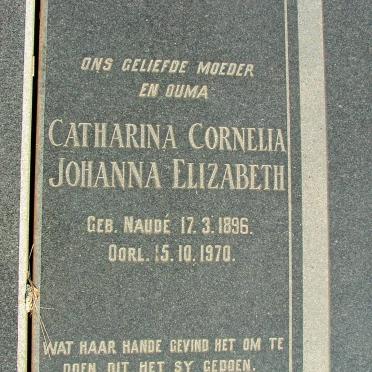 ONS GELIEFDE MOEDER
EN OUMA
CATHARINA CORNELIA
JOHANNA ELIZABETH
GEB. NAUDÉ 17.3.1896.
OORL. 15.10.1970.
WAT HAAR HANDE GEVIND HET OM TE
DOEN DIT HET SY GEDOEN.